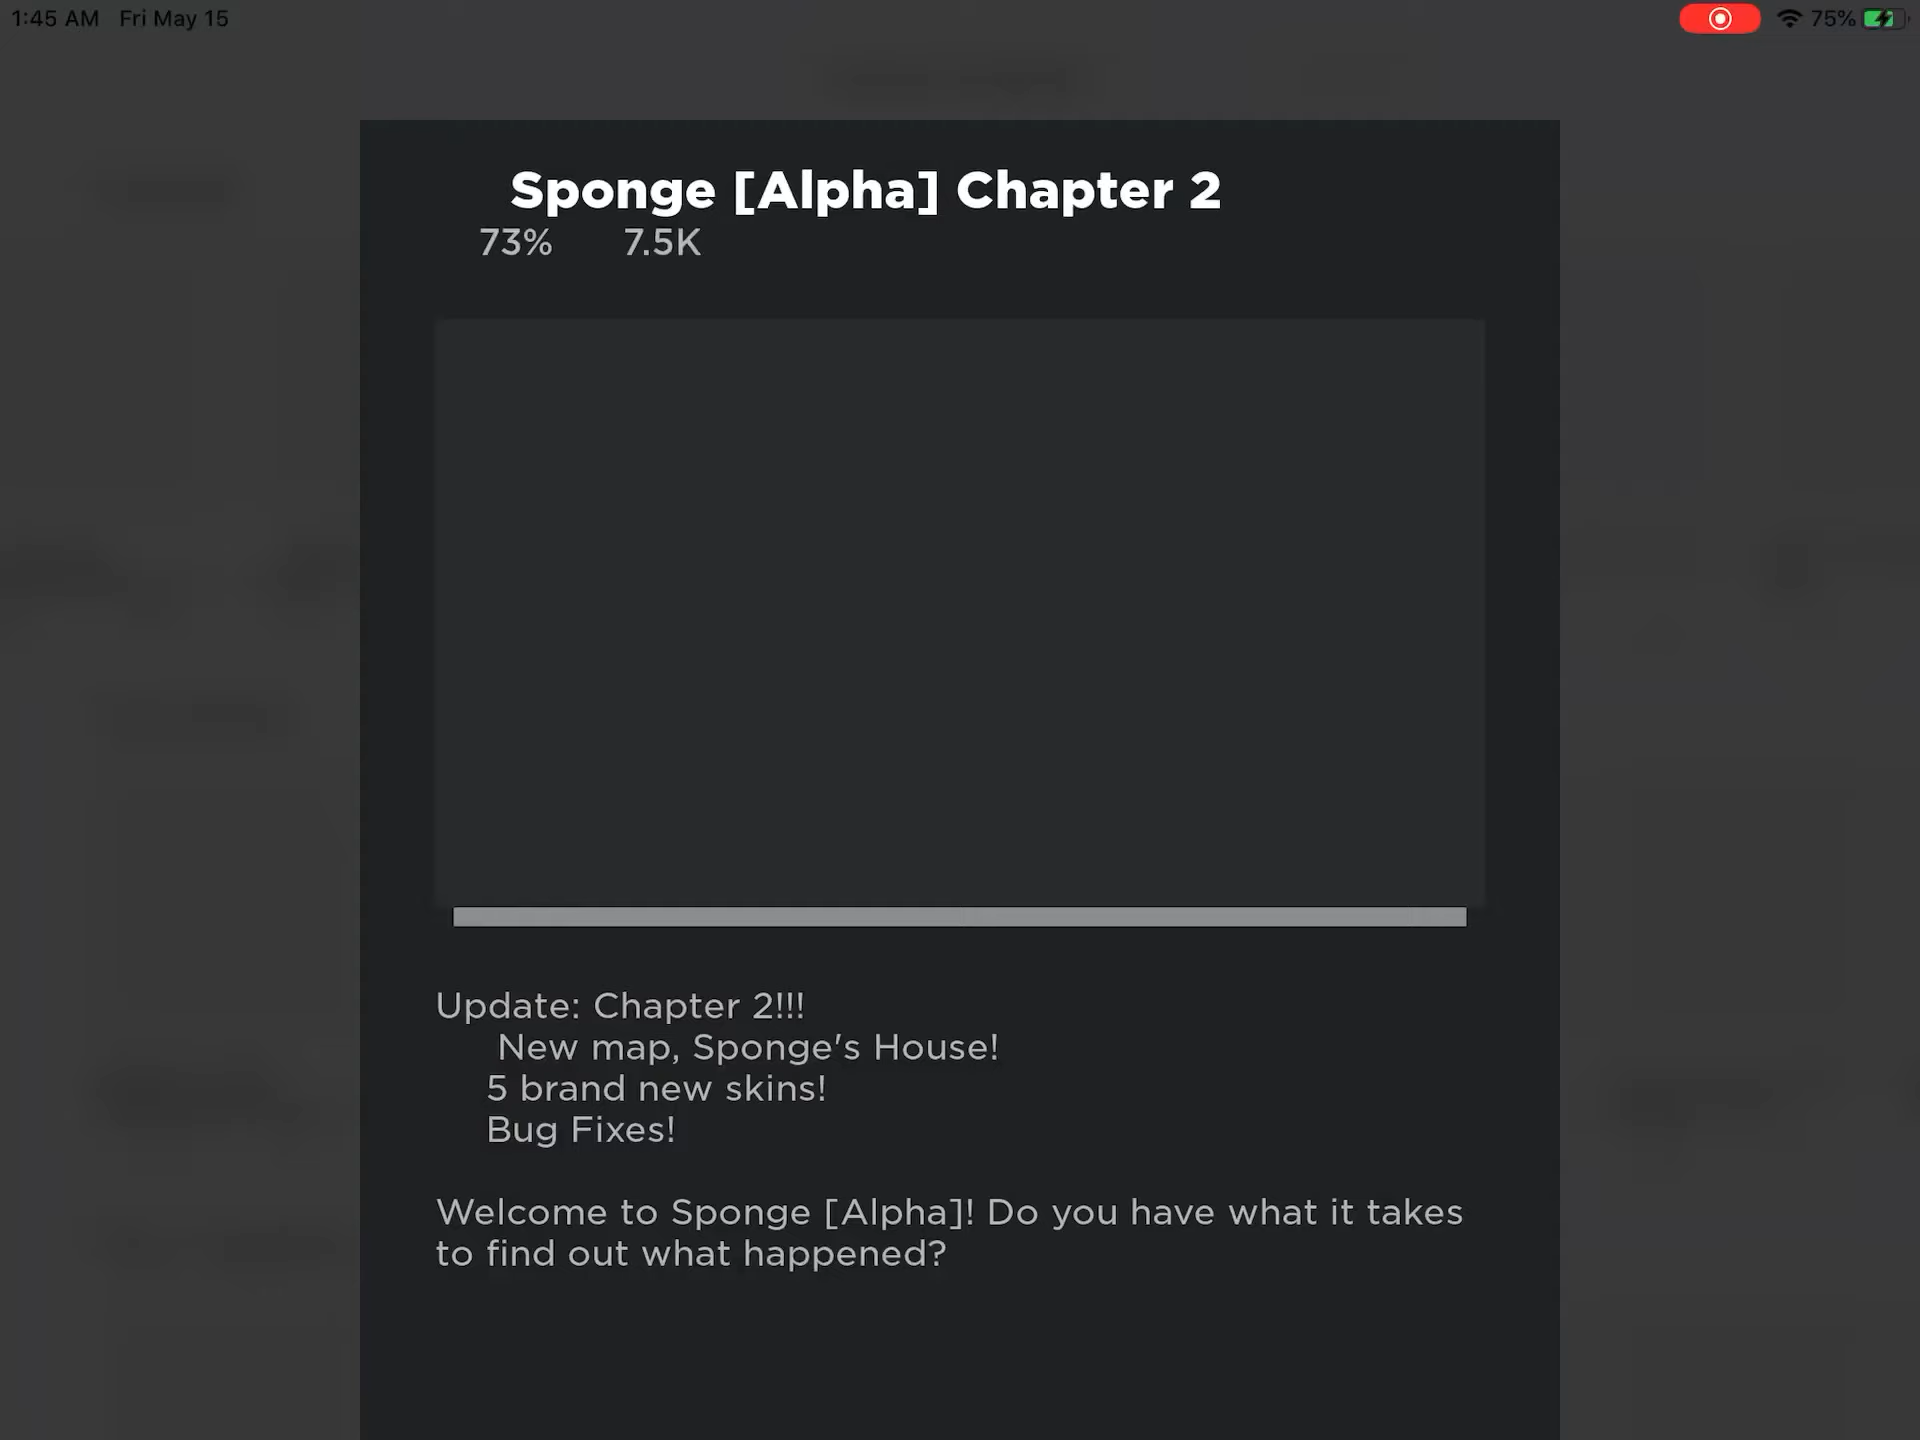 1:45 AM Fri May 15
75%
Sponge [Alpha] Chapter 2
73% 7.5K
Update: Chapter 2!!!
New map, Sponge's House!
5 brand new skins!
Bug Fixes!
Welcome to Sponge [Alpha]! Do you have what it takes
to find out what happened?